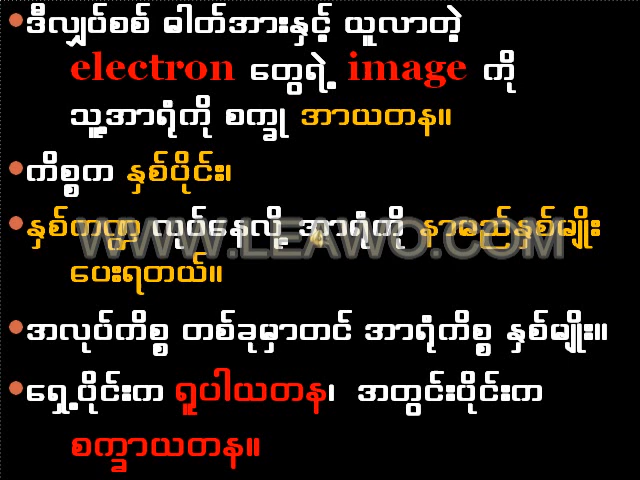 ဒီလျှပ်စစ် ဓါတ်အားနှင့် ယူလာတဲ့
electron တွေရဲ့ image ကို
သူ့အာရုံကို စက္ခု အာယတန။
ကိစ္စက နှစ်ပိုင်း၊
နှစ်ကဏ္ဍ လုပ်နေလို့ အာရုံကို နာမည်နှစ်မျိုး
ပေးရတယ်။
အလုပ်ကိစ္စ တစ်ခုမှာတင် အာရုံကိစ္စ နှစ်မျိုး။
ရှေ့ပိုင်းက ရူပါယတန၊ အတွင်းပိုင်းက
စက္ခာယတန။
WWW.LEAWO.COM